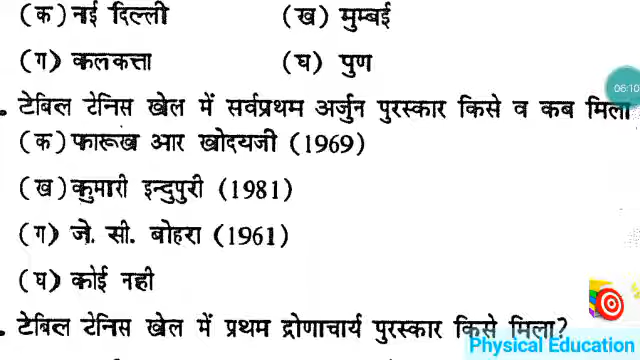 (क) नई दिल्ली (ख) मुम्बई
(ग) कलकत्ता (घ) पुण
. टेबिल टेनिस खेल में सर्वप्रथम अर्जुन पुरस्कार किसे व कब मिला
06:10
(क) फारूख आर खोदयजी (1969)
(ख) कुमारी इन्दुपुरी (1981)
(ग) जे. सी. बोहरा (1961)
(घ) कोई नही
. टेबिल टेनिस खेल में प्रथम द्रोणाचार्य पुरस्कार किसे मिला?
Physical Education